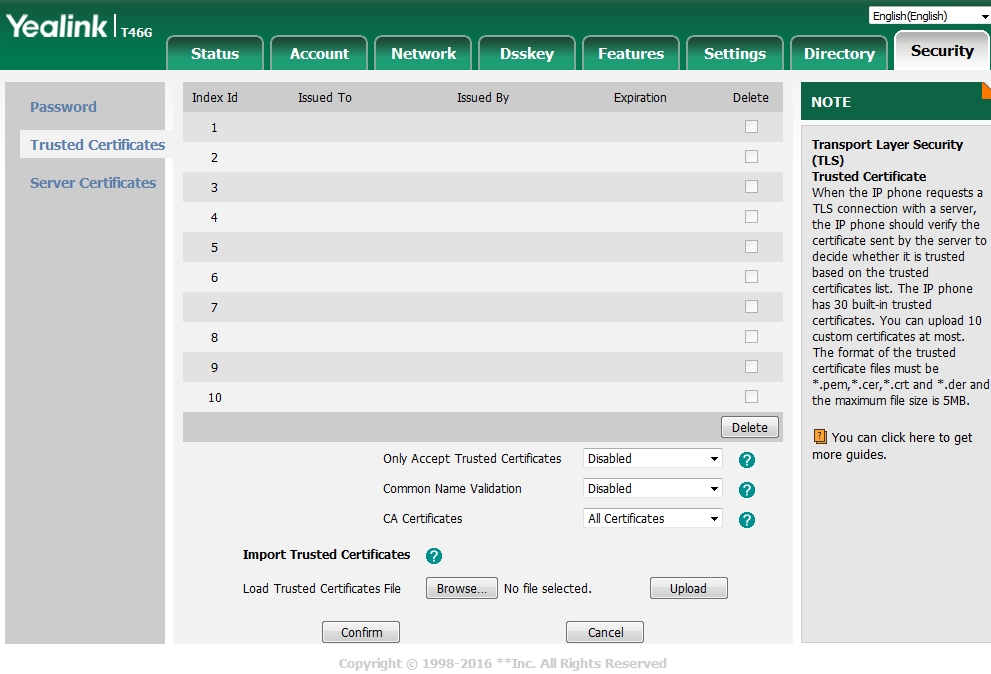 Yealink | T46G
English(English)
Status Account Network Dsskey Features Settings Directory Security
Password
Trusted Certificates
Server Certificates
Index Id Issued To Issued By Expiration Delete
1
2
3
4
5
6
7
8
9
10
Delete
Only Accept Trusted Certificates Disabled ?
Common Name Validation Disabled ?
CA Certificates All Certificates ?
Import Trusted Certificates ?
Load Trusted Certificates File Browse... No file selected. Upload
Confirm Cancel
NOTE
Transport Layer Security
(TLS)
Trusted Certificate
When the IP phone requests a
TLS connection with a server,
the IP phone should verify the
certificate sent by the server to
decide whether it is trusted
based on the trusted
certificates list. The IP phone
has 30 built-in trusted
certificates. You can upload 10
custom certificates at most.
The format of the trusted
certificate files must be
*.pem,*.cer,*.crt and *.der and
the maximum file size is 5MB.
? You can click here to get
more guides.
Copyright © 1998-2016 **Inc. All Rights Reserved